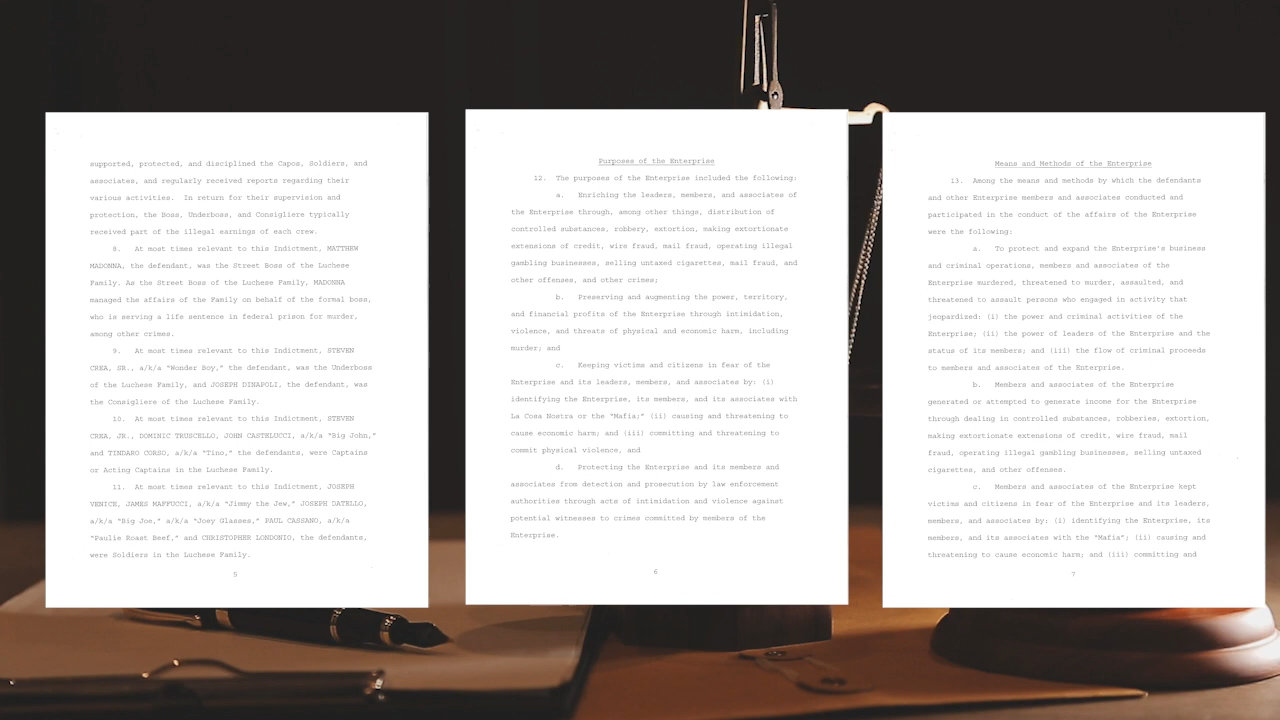 supported, protected, and disciplined the Capos, Soldiers, and
associates, and regularly received reports regarding their
various activities. In return for their supervision and
protection, the Boss, Underboss, and Consigliere typically
received part of the illegal earnings of each crew.
8. At most times relevant to this Indictment, MATTHEW
MADONNA, the defendant, was the Street Boss of the Luchese
Family. As the Street Boss of the Luchese Family, MADONNA
managed the affairs of the Family on behalf of the formal boss,
who is serving a life sentence in federal prison for murder,
among other crimes.
9. At most times relevant to this Indictment, STEVEN
CREA, SR., a/k/a "Wonder Boy," the defendant, was the Underboss
of the Luchese Family, and JOSEPH DINAPOLI, the defendant, was
the Consigliere of the Luchese Family.
10. At most times relevant to this Indictment, STEVEN
CREA, JR., DOMINIC TRUSCELLO, JOHN CASTELUCCI, a/k/a "Big John,"
and TINDARO CORSO, a/k/a "Tino," the defendants, were Captains
or Acting Captains in the Luchese Family.
11. At most times relevant to this Indictment, JOSEPH
VENICE, JAMES MAFFUCCI, a/k/a "Jimmy the Jew," JOSEPH DATELLO,
a/k/a "Big Joe," a/k/a "Joey Glasses," PAUL CASSANO, a/k/a
"Paulie Roast Beef," and CHRISTOPHER LONDONIO, the defendants,
were Soldiers in the Luchese Family.
5
Purposes of the Enterprise
12. The purposes of the Enterprise included the following:
a. Enriching the leaders, members, and associates of
the Enterprise through, among other things, distribution of
controlled substances, robbery, extortion, making extortionate
extensions of credit, wire fraud, mail fraud, operating illegal
gambling businesses, selling untaxed cigarettes, mail fraud, and
other offenses, and other crimes;
b. Preserving and augmenting the power, territory,
and financial profits of the Enterprise through intimidation,
violence, and threats of physical and economic harm, including
murder; and
c. Keeping victims and citizens in fear of the
Enterprise and its leaders, members, and associates by: (i)
identifying the Enterprise, its members, and its associates with
La Cosa Nostra or the "Mafia;" (ii) causing and threatening to
cause economic harm; and (iii) committing and threatening to
commit physical violence, and
d. Protecting the Enterprise and its members and
associates from detection and prosecution by law enforcement
authorities through acts of intimidation and violence against
potential witnesses to crimes committed by members of the
Enterprise.
6
Means and Methods of the Enterprise
13. Among the means and methods by which the defendants
and other Enterprise members and associates conducted and
participated in the conduct of the affairs of the Enterprise
were the following:
a. To protect and expand the Enterprise's business
and criminal operations, members and associates of the
Enterprise murdered, threatened to murder, assaulted, and
threatened to assault persons who engaged in activity that
jeopardized: (i) the power and criminal activities of the
Enterprise; (ii) the power of leaders of the Enterprise and the
status of its members; and (iii) the flow of criminal proceeds
to members and associates of the Enterprise.
b. Members and associates of the Enterprise
generated or attempted to generate income for the Enterprise
through dealing in controlled substances, robberies, extortion,
making extortionate extensions of credit, wire fraud, mail
fraud, operating illegal gambling businesses, selling untaxed
cigarettes, and other offenses.
c. Members and associates of the Enterprise kept
victims and citizens in fear of the Enterprise and its leaders,
members, and associates by: (i) identifying the Enterprise, its
members, and its associates with the "Mafia"; (ii) causing and
threatening to cause economic harm; and (iii) committing and
7